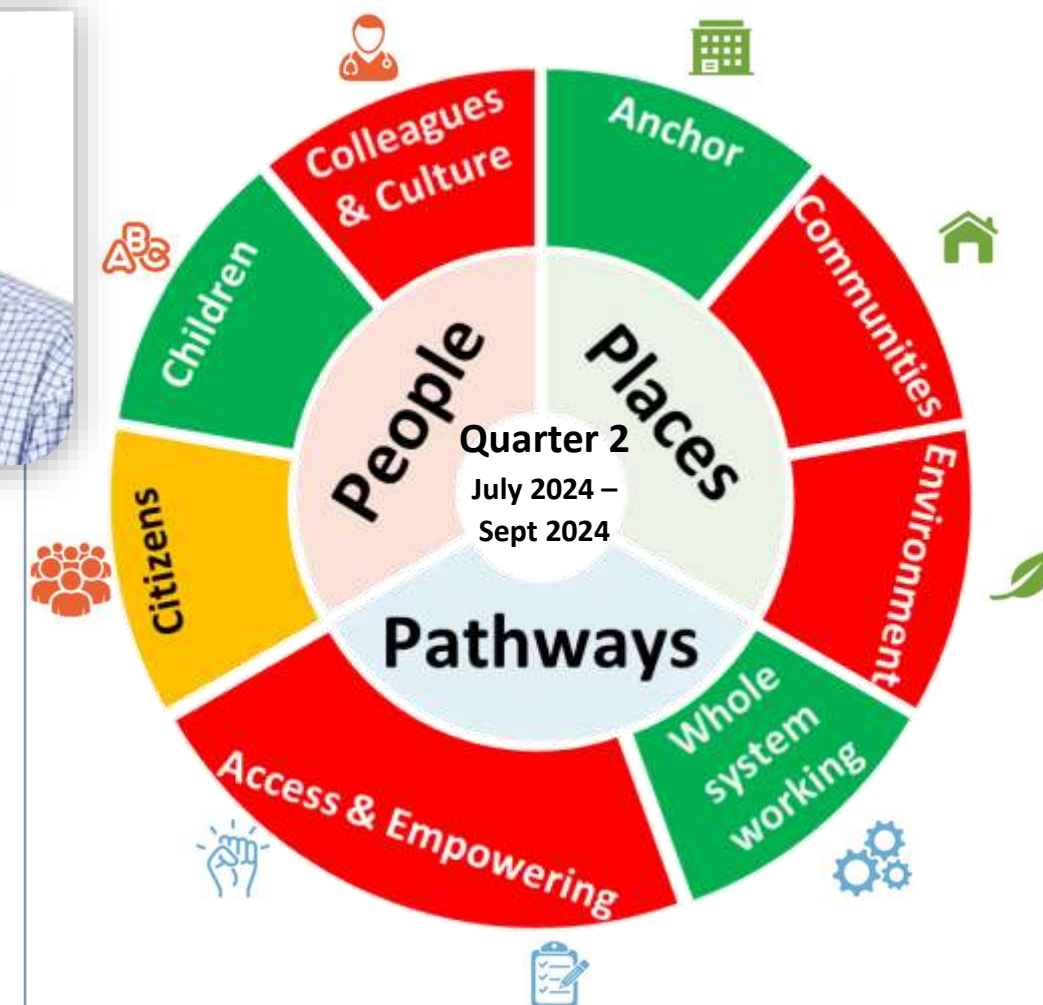 Colleagues
& Culture
Anchor
Communities
Environment
Whole
system
working
Access & Empowering
Citizens
Children
People
Places
Pathways
Quarter 2
July 2024 –
Sept 2024
ABC